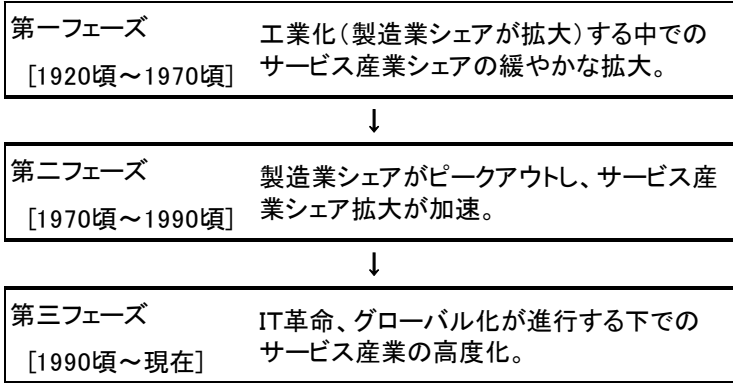 第一フェーズ
[1920頃～1970頃]
工業化（製造業シェアが拡大）する中での
サービス産業シェアの緩やかな拡大。
↓
第二フェーズ
[1970頃～1990頃]
製造業シェアがピークアウトし、サービス産
業シェア拡大が加速。
↓
第三フェーズ
[1990頃～現在]
IT革命、グローバル化が進行する下での
サービス産業の高度化。